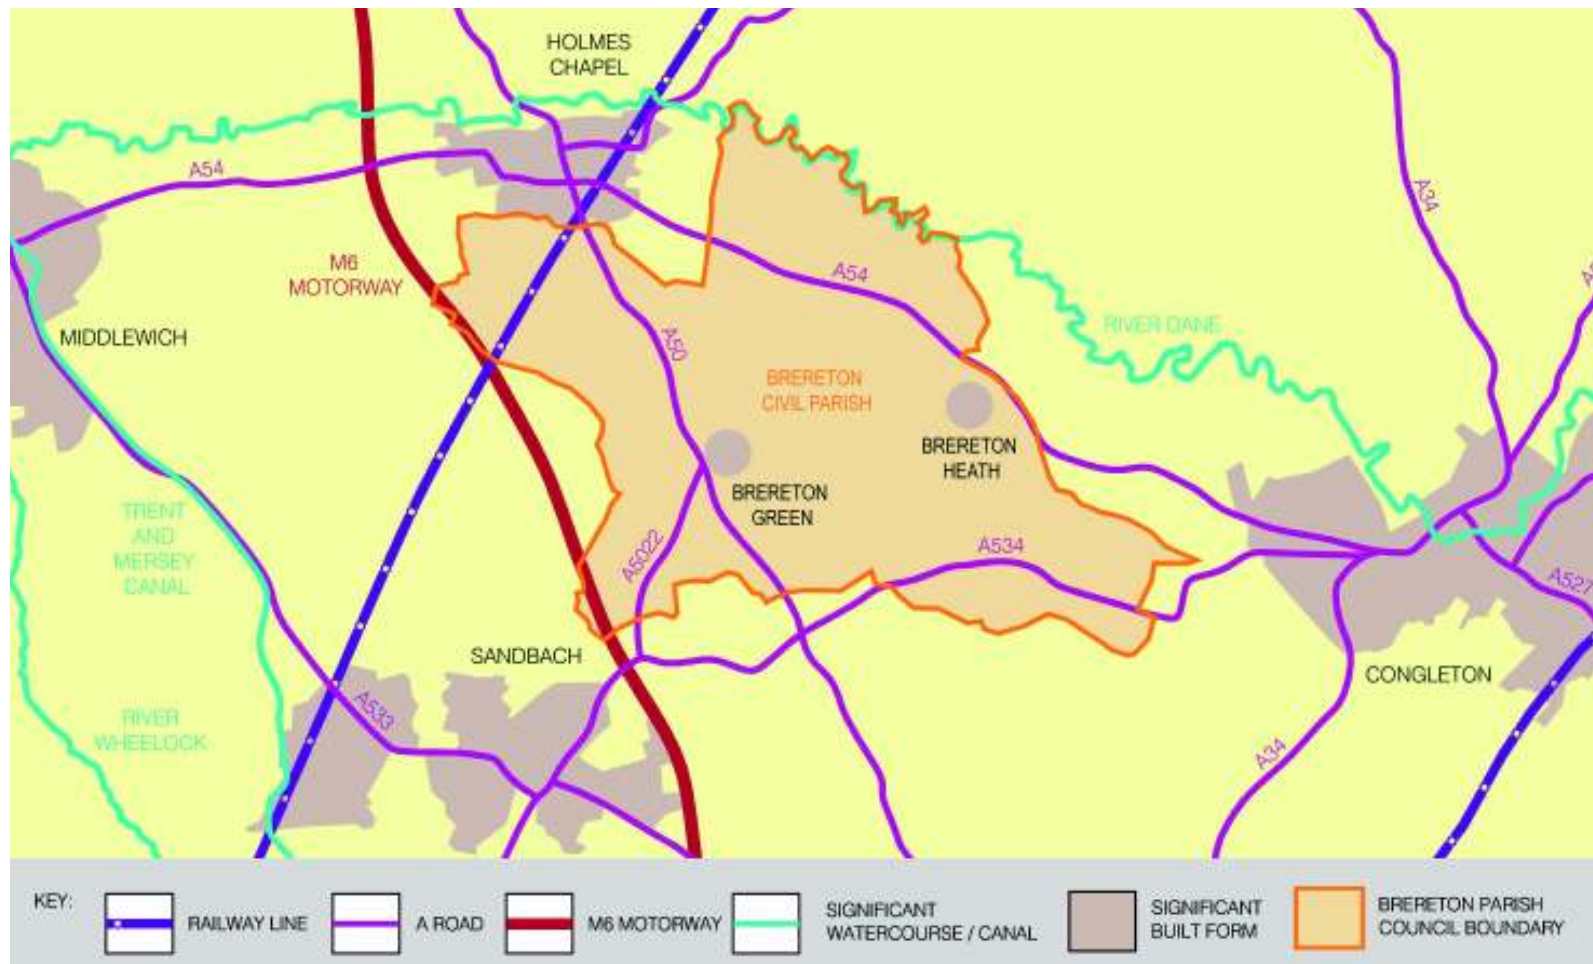 HOLMES
CHAPEL
A54
A34
M6
MOTORWAY
A54
RIVER DANE
MIDDLEWICH
A50
BRERETON
CIVIL PARISH
BRERETON
HEATH
BRERETON
GREEN
TRENT
AND
MERSEY
CANAL
A5022
A534
A527
SANDBACH
CONGLETON
RIVER
WHEELOCK
A533
A34
KEY:
RAILWAY LINE
A ROAD
M6 MOTORWAY
SIGNIFICANT
WATERCOURSE / CANAL
SIGNIFICANT
BUILT FORM
BRERETON PARISH
COUNCIL BOUNDARY